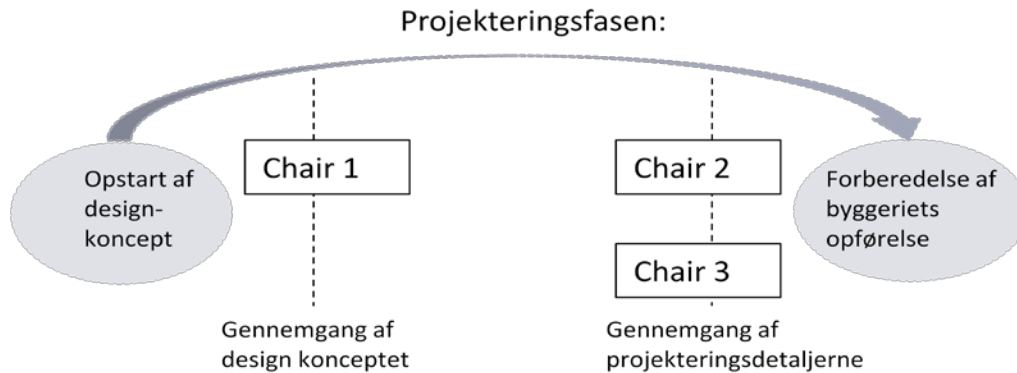 Projekteringsfasen:
Opstart af
design-
koncept
Chair 1
Chair 2
Chair 3
Forberedelse af
byggeriets
opførelse
Gennemgang af
design konceptet
Gennemgang af
projekteringsdetaljerne